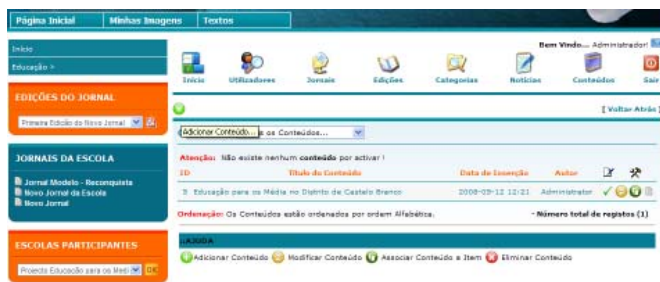 Página Inicial Minhas Imagens Textos
Início
Educação >
Bem Vindo... Administrador!
Início Utilizadores Jornais Edições Categorias Notícias Conteúdos Sair
EDIÇÕES DO JORNAL
Primeira Edição do Novo Jornal
[ Voltar Atrás ]
Adicionar Conteúdo... s os Conteúdos...
JORNAIS DA ESCOLA
Jornal Modelo - Reconquista
Novo Jornal da Escola
Novo Jornal
Atenção: Não existe nenhum conteúdo por activar !
ID Título do Conteúdo Data de Inserção Autor
Educação para os Média no Distrito de Castelo Branco 2008-09-12 12:21 Administrator
Ordenação: Os Conteúdos estão ordenados por ordem Alfabética. - Número total de registos (1)
ESCOLAS PARTICIPANTES
Projecto Educação para os Medi OK
::AJUDA
Adicionar Conteúdo Modificar Conteúdo Associar Conteúdo a Item Eliminar Conteúdo